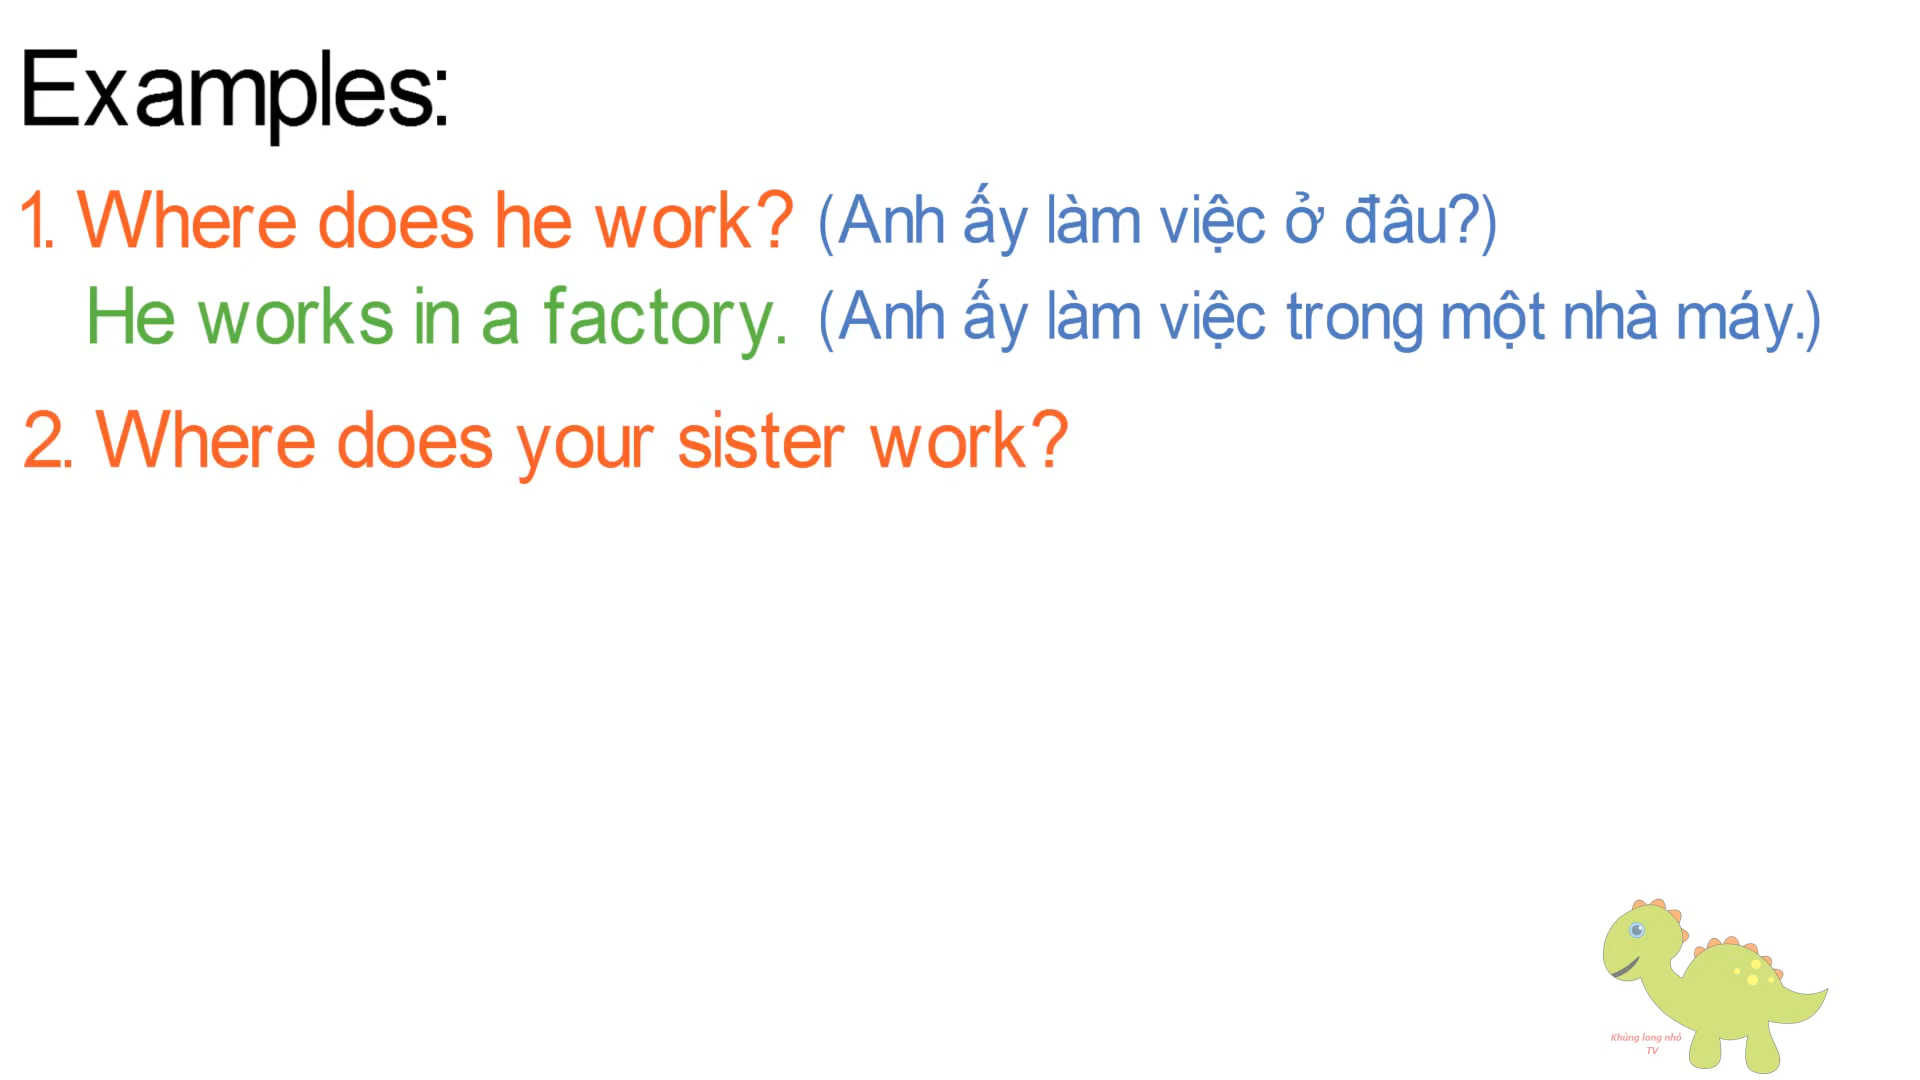 Examples:
1. Where does he work? (Anh ấy làm việc ở đâu?)
He works in a factory. (Anh ấy làm việc trong một nhà máy.)
2. Where does your sister work?
Khủng long nhỏ
TV